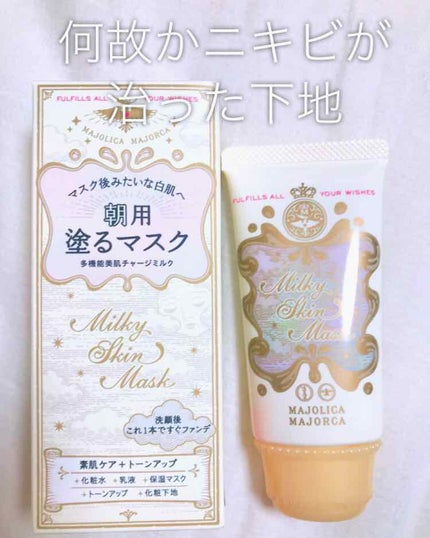 何故かニキビが
治った下地
FULFILLS ALL YOUR WISHES
MAJOLICA MAJORCA
マスク後みたいな白肌へ
朝用
塗るマスク
多機能美肌チャージミルク
Milky
Skin
Mask
洗顔後
これ1本ですぐファンデ
素肌ケア+トーンアップ
+化粧水 +乳液 +保湿マスク
+トーンアップ +化粧下地
FULFILLS ALL YOUR WISHES
Milky
Skin
Mask
MAJOLICA
MAJORCA